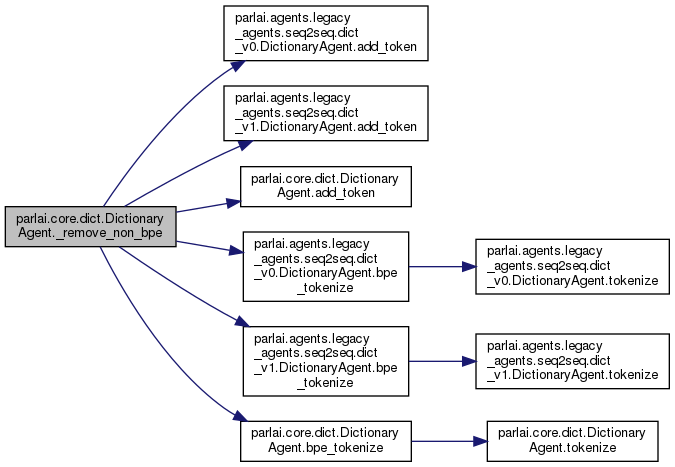 parlai.agents.legacy
_agents.seq2seq.dict
_v0.DictionaryAgent.add_token
parlai.agents.legacy
_agents.seq2seq.dict
_v1.DictionaryAgent.add_token
parlai.core.dict.Dictionary
Agent.add_token
parlai.core.dict.Dictionary
Agent._remove_non_bpe
parlai.agents.legacy
_agents.seq2seq.dict
_v0.DictionaryAgent.bpe
_tokenize
parlai.agents.legacy
_agents.seq2seq.dict
_v0.DictionaryAgent.tokenize
parlai.agents.legacy
_agents.seq2seq.dict
_v1.DictionaryAgent.bpe
_tokenize
parlai.agents.legacy
_agents.seq2seq.dict
_v1.DictionaryAgent.tokenize
parlai.core.dict.Dictionary
Agent.bpe_tokenize
parlai.core.dict.Dictionary
Agent.tokenize